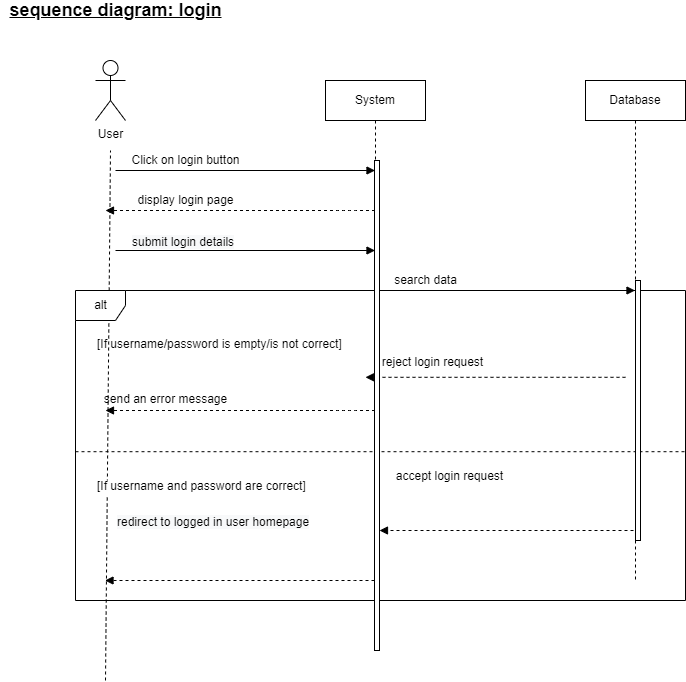 sequence diagram: login
User
System
Database
Click on login button
display login page
submit login details
search data
alt
[If username/password is empty/is not correct]
reject login request
send an error message
accept login request
[If username and password are correct]
redirect to logged in user homepage